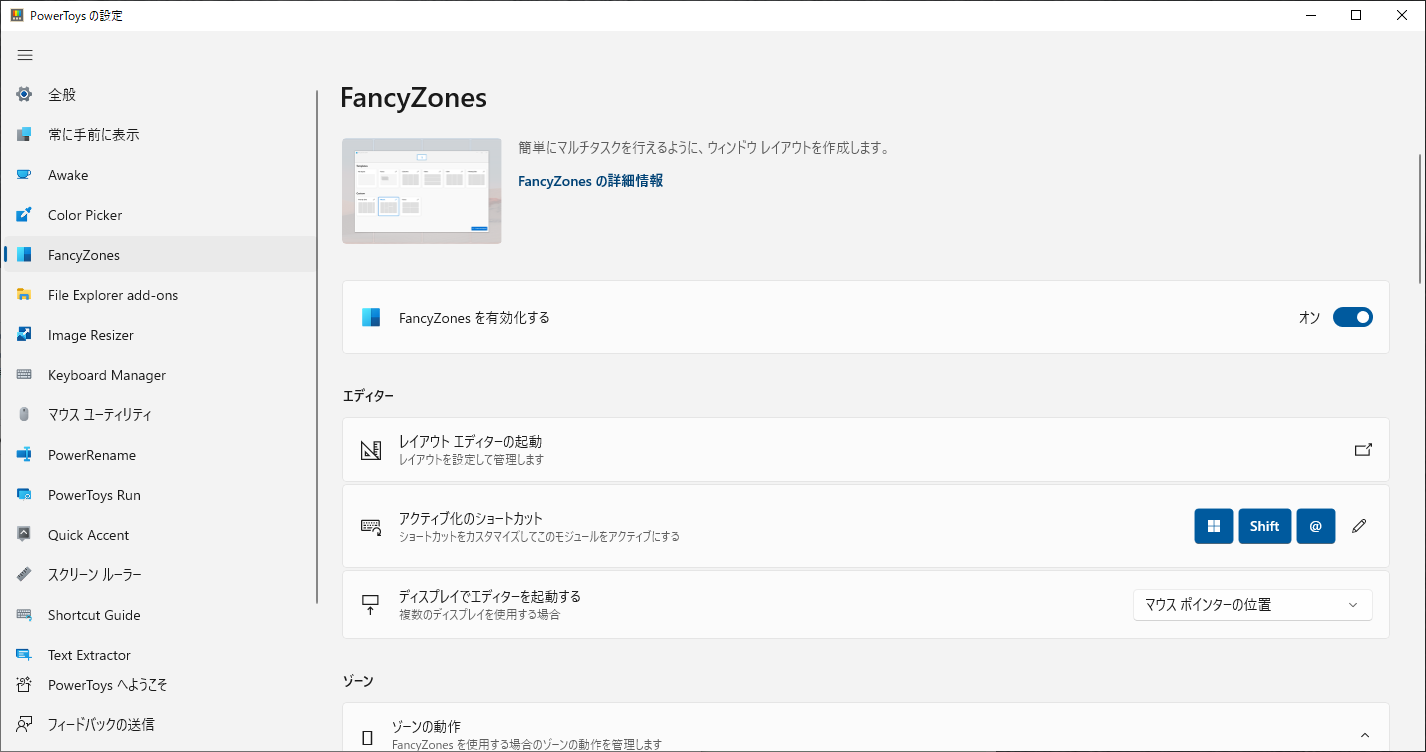 PowerToys の設定
全般
常に手前に表示
Awake
Color Picker
FancyZones
File Explorer add-ons
Image Resizer
Keyboard Manager
マウス ユーティリティ
PowerRename
PowerToys Run
Quick Accent
スクリーン ルーラー
Shortcut Guide
Text Extractor
PowerToys へようこそ
フィードバックの送信
FancyZones
簡単にマルチタスクを行えるように、ウィンドウ レイアウトを作成します。
FancyZones の詳細情報
FancyZones を有効化する
オン
エディター
レイアウト エディターの起動
レイアウトを設定して管理します
アクティブ化のショートカット
ショートカットをカスタマイズしてこのモジュールをアクティブにする
Shift @
ディスプレイでエディターを起動する
複数のディスプレイを使用する場合
マウス ポインターの位置
ゾーン
ゾーンの動作
FancyZones を使用する場合のゾーンの動作を管理します